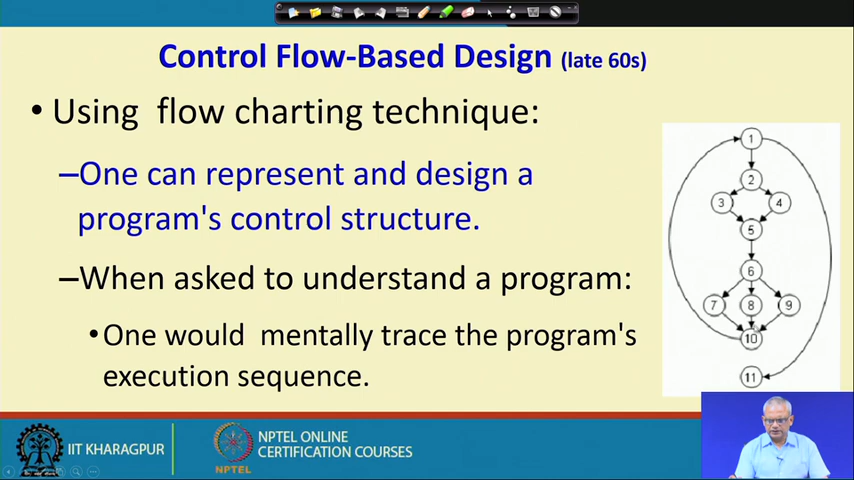 Control Flow-Based Design (late 60s)
• Using flow charting technique:
–One can represent and design a
program's control structure.
–When asked to understand a program:
•One would mentally trace the program's
execution sequence.
1
2
3 4
5
6
7 8 9
10
11
IIT KHARAGPUR
NPTEL
NPTEL ONLINE
CERTIFICATION COURSES